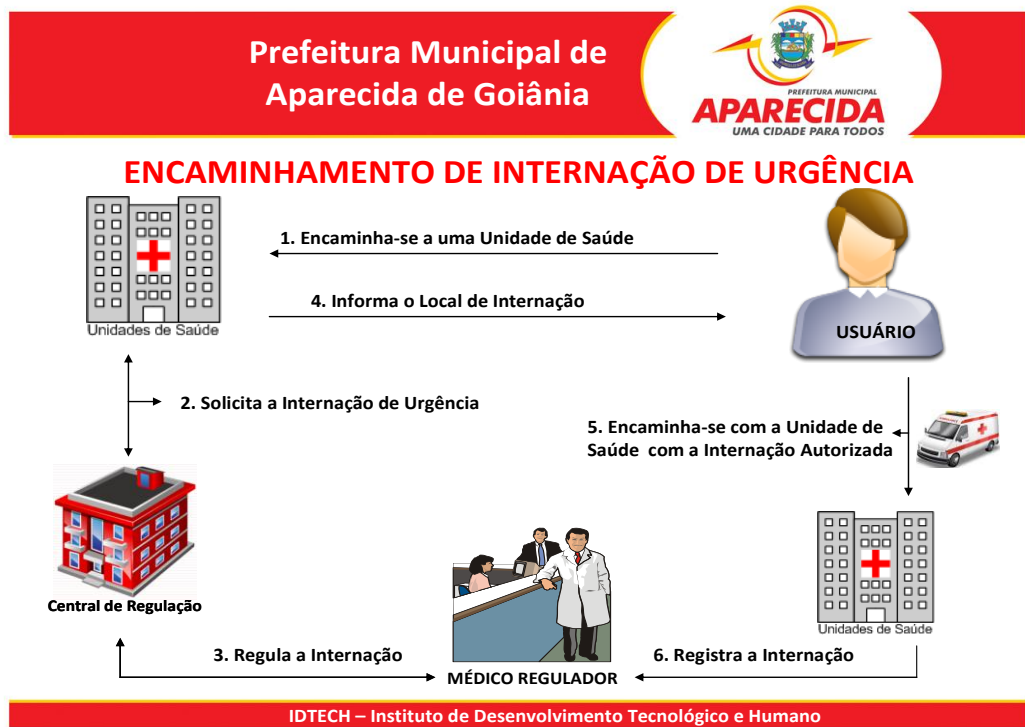 Prefeitura Municipal de
Aparecida de Goiânia
PREFEITURA MUNICIPAL
APARECIDA
UMA CIDADE PARA TODOS
ENCAMINHAMENTO DE INTERNAÇÃO DE URGÊNCIA
1. Encaminha-se a uma Unidade de Saúde
4. Informa o Local de Internação
Unidades de Saúde
USUÁRIO
2. Solicita a Internação de Urgência
5. Encaminha-se com a Unidade de
Saúde com a Internação Autorizada
Central de Regulação
Unidades de Saúde
3. Regula a Internação
6. Registra a Internação
MÉDICO REGULADOR
IDTECH – Instituto de Desenvolvimento Tecnológico e Humano